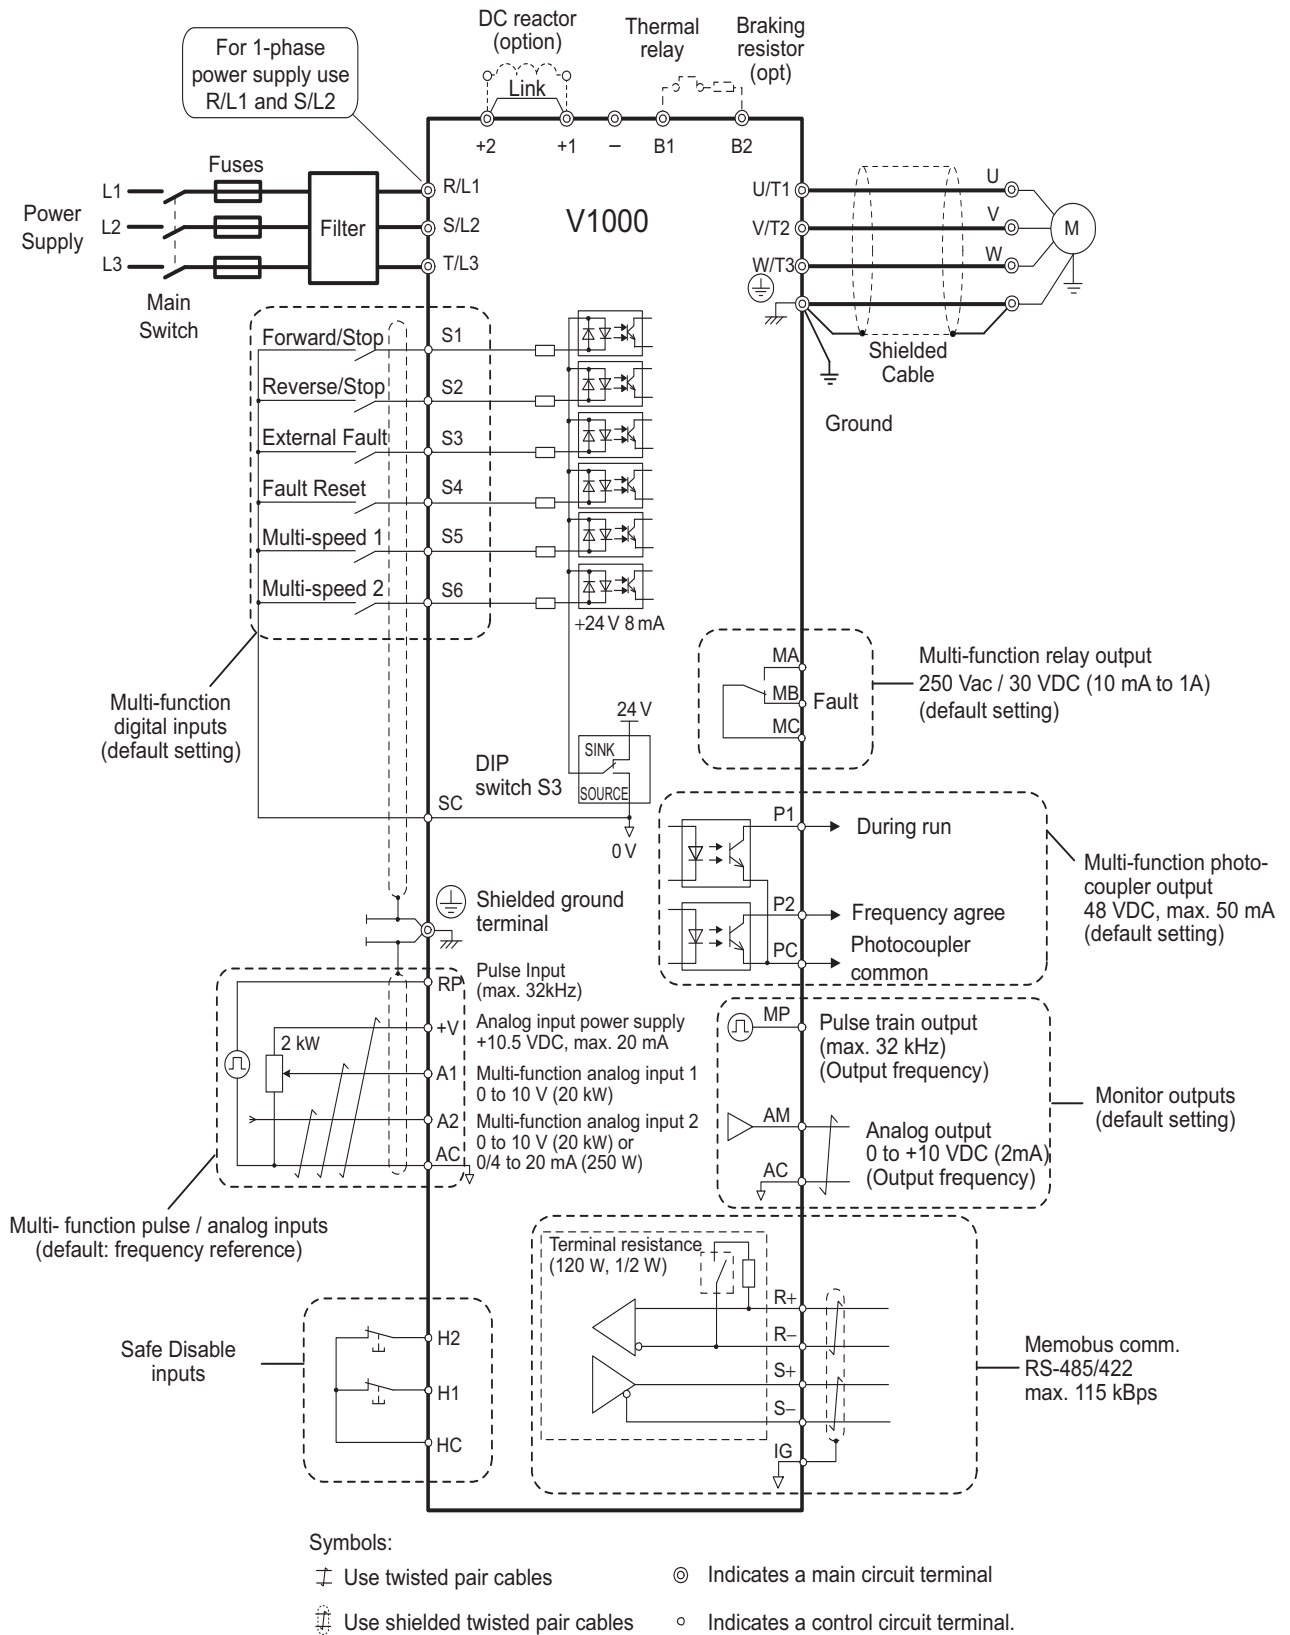 DC reactor
(option)
Thermal
relay
Braking
resistor
(opt)
For 1-phase
power supply use
R/L1 and S/L2
Link
+2
+1
–
B1
B2
Fuses
Power
Supply
L1
L2
L3
Filter
Main
Switch
R/L1
S/L2
T/L3
V1000
U/T1
V/T2
W/T3
U
V
W
M
Shielded
Cable
Ground
Forward/Stop
S1
Reverse/Stop
S2
External Fault
S3
Fault Reset
S4
Multi-speed 1
S5
Multi-speed 2
S6
+24 V 8 mA
Multi-function
digital inputs
(default setting)
24 V
DIP
switch S3
SINK
SOURCE
SC
0 V
MA
MB
MC
Fault
Multi-function relay output
250 Vac / 30 VDC (10 mA to 1A)
(default setting)
P1
During run
P2
Frequency agree
PC
Photocoupler
common
Multi-function photo-
coupler output
48 VDC, max. 50 mA
(default setting)
Shielded ground
terminal
RP
Pulse Input
(max. 32kHz)
+V
Analog input power supply
+10.5 VDC, max. 20 mA
2 kW
A1
Multi-function analog input 1
0 to 10 V (20 kW)
A2
Multi-function analog input 2
0 to 10 V (20 kW) or
0/4 to 20 mA (250 W)
AC
Multi- function pulse / analog inputs
(default: frequency reference)
MP
Pulse train output
(max. 32 kHz)
(Output frequency)
AM
Analog output
0 to +10 VDC (2mA)
(Output frequency)
AC
Monitor outputs
(default setting)
Safe Disable
inputs
H2
H1
HC
Terminal resistance
(120 W, 1/2 W)
R+
R–
S+
S–
IG
Memobus comm.
RS-485/422
max. 115 kBps
Symbols:
Use twisted pair cables
Indicates a main circuit terminal
Use shielded twisted pair cables
Indicates a control circuit terminal.